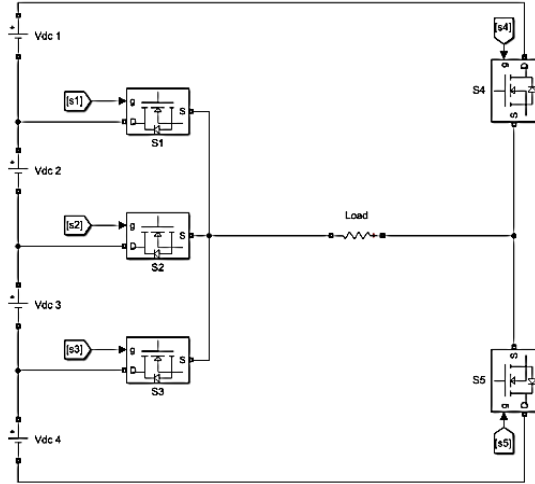 +
Vdc 1
[s4]
g
D
S4
S
[s1]
g
D
S
S1
+
Vdc 2
[s2]
g
D
S
S2
Load
+
+
Vdc 3
[s3]
g
D
S
S3
S
S5
g
D
[s5]
+
Vdc 4